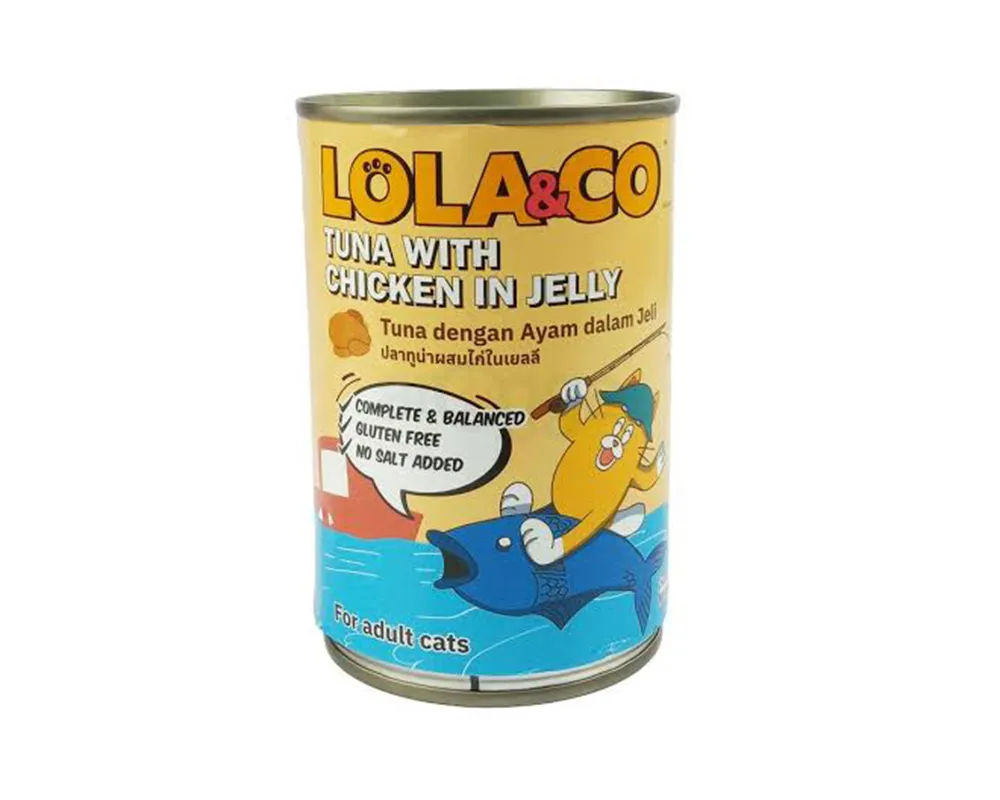 LOLA&CO
TUNA WITH
CHICKEN IN JELLY
Tuna dengan Ayam dalam Jeli
ปลาทูน่าผสมไก่ในเยลลี
COMPLETE & BALANCED
GLUTEN FREE
NO SALT ADDED
For adult cats